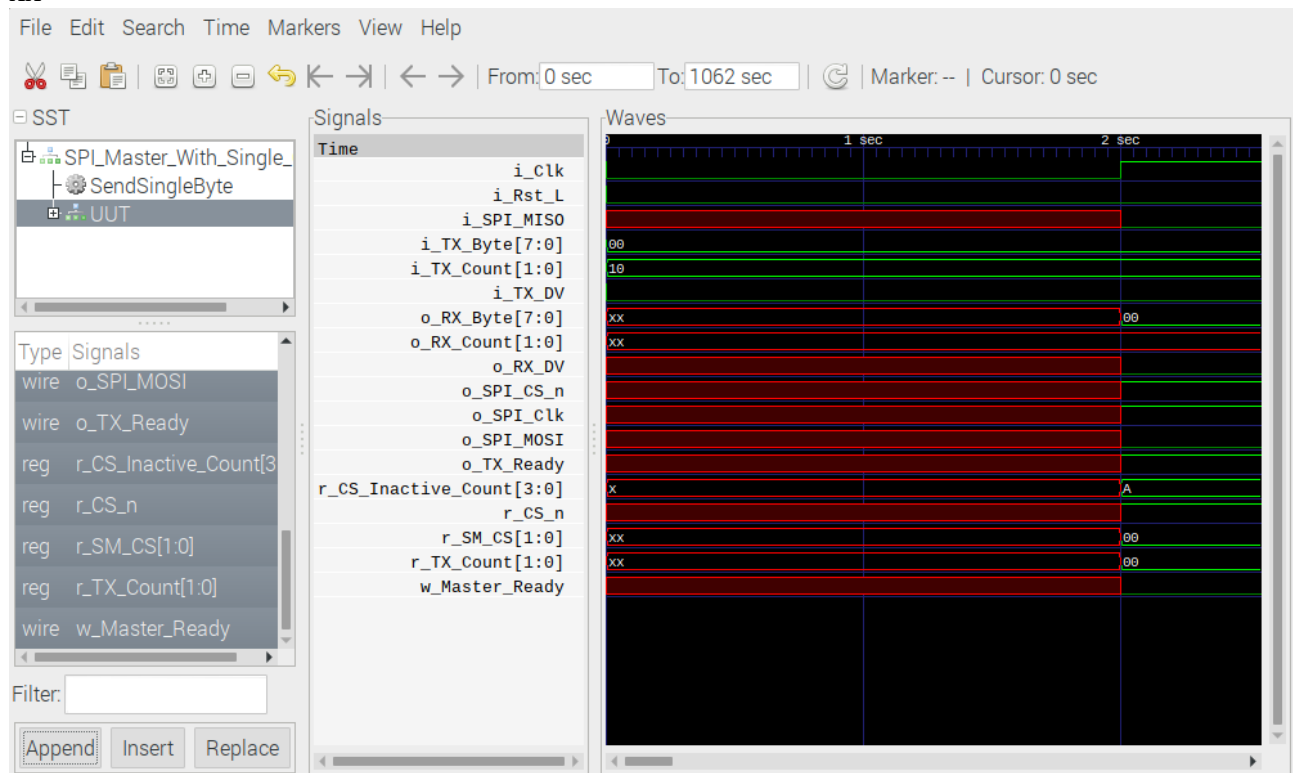 File Edit Search Time Markers View Help
From: 0 sec To: 1062 sec Marker: -- | Cursor: 0 sec
SST
SPI_Master_With_Single_
SendSingleByte
UUT
Type Signals
wire o_SPI_MOSI
wire o_TX_Ready
reg r_CS_Inactive_Count[3
reg r_CS_n
reg r_SM_CS[1:0]
reg r_TX_Count[1:0]
wire w_Master_Ready
Filter:
Append Insert Replace
Signals
Time
i_Clk
i_Rst_L
i_SPI_MISO
i_TX_Byte[7:0]
i_TX_Count[1:0]
i_TX_DV
o_RX_Byte[7:0]
o_RX_Count[1:0]
o_RX_DV
o_SPI_CS_n
o_SPI_Clk
o_SPI_MOSI
o_TX_Ready
r_CS_Inactive_Count[3:0]
r_CS_n
r_SM_CS[1:0]
r_TX_Count[1:0]
w_Master_Ready
Waves
1 sec 2 sec
00
10
xx 00
xx
x A
xx 00
xx 00